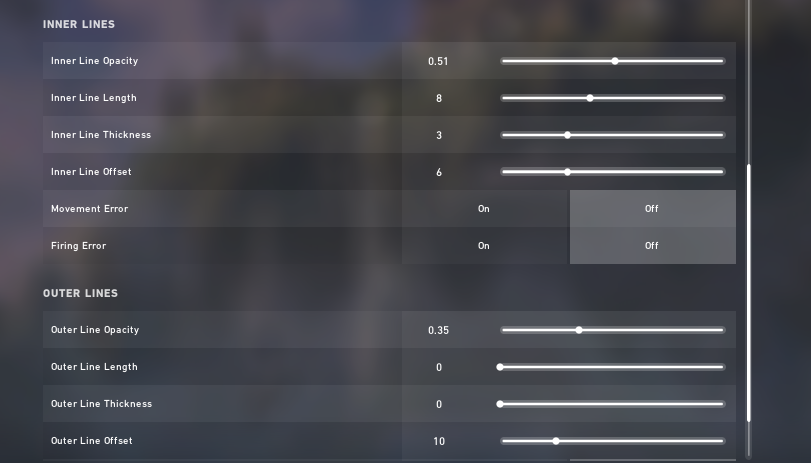 INNER LINES
Inner Line Opacity 0.51
Inner Line Length 8
Inner Line Thickness 3
Inner Line Offset 6
Movement Error On Off
Firing Error On Off
OUTER LINES
Outer Line Opacity 0.35
Outer Line Length 0
Outer Line Thickness 0
Outer Line Offset 10